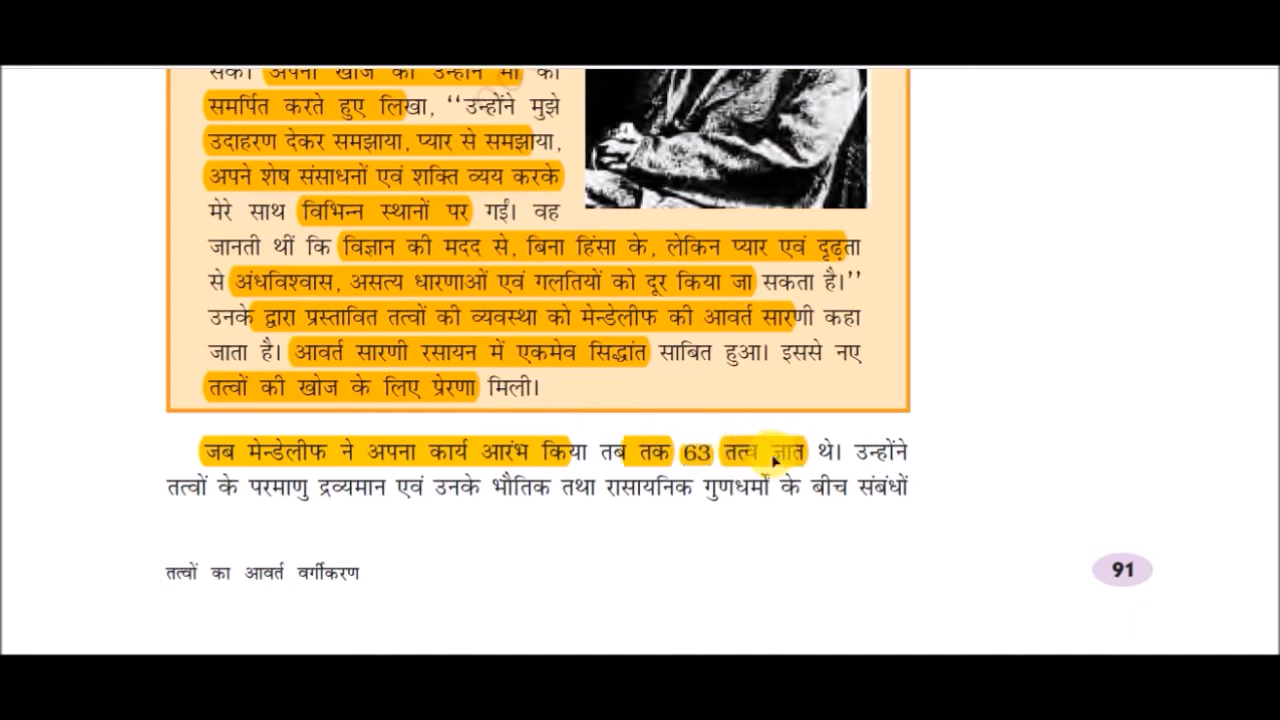 सके। अपनी खोज को उन्होंने माँ को
समर्पित करते हुए लिखा, ‘‘उन्होंने मुझे
उदाहरण देकर समझाया, प्यार से समझाया,
अपने शेष संसाधनों एवं शक्ति व्यय करके
मेरे साथ विभिन्न स्थानों पर गईं। वह
जानती थीं कि विज्ञान की मदद से, बिना हिंसा के, लेकिन प्यार एवं दृढ़ता
से अंधविश्वास, असत्य धारणाओं एवं गलतियों को दूर किया जा सकता है।’’
उनके द्वारा प्रस्तावित तत्वों की व्यवस्था को मेन्डेलीफ की आवर्त सारणी कहा
जाता है। आवर्त सारणी रसायन में एकमेव सिद्धांत साबित हुआ। इससे नए
तत्वों की खोज के लिए प्रेरणा मिली।
जब मेन्डेलीफ ने अपना कार्य आरंभ किया तब तक 63 तत्व ज्ञात थे। उन्होंने
तत्वों के परमाणु द्रव्यमान एवं उनके भौतिक तथा रासायनिक गुणधर्मों के बीच संबंधों
तत्वों का आवर्त वर्गीकरण
91